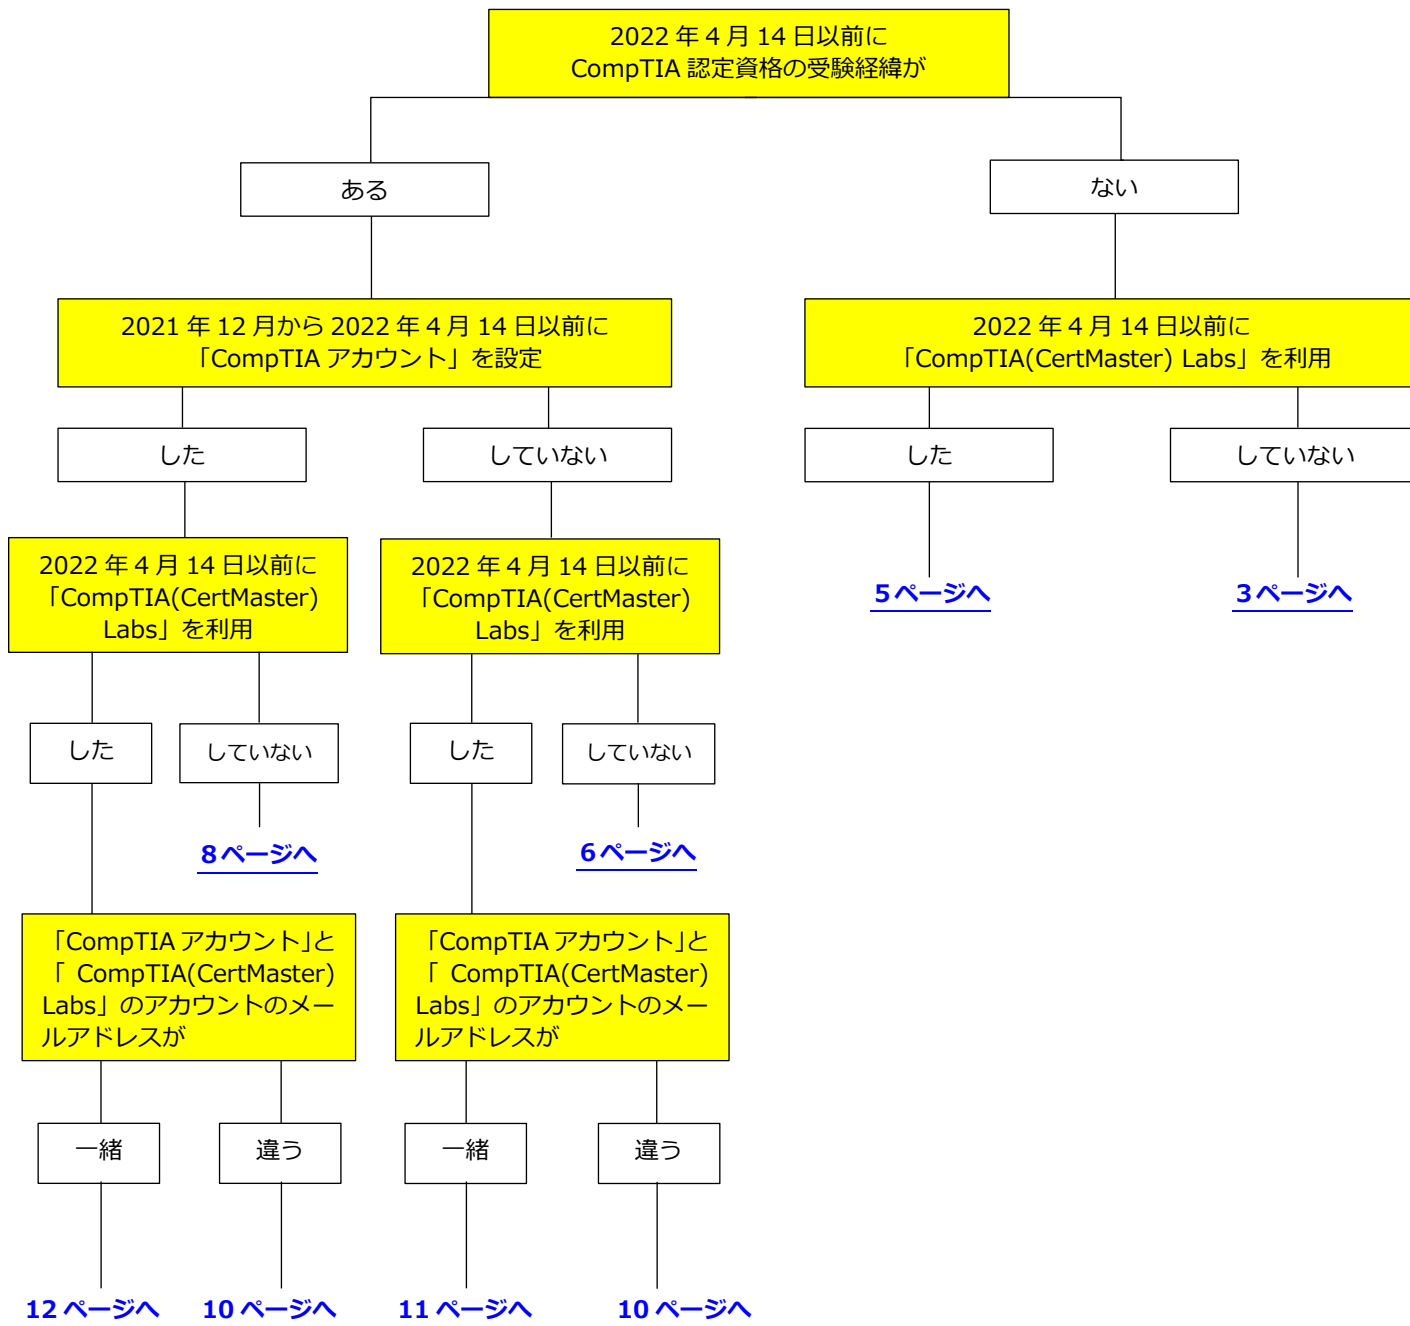 2022 年 4 月 14 日以前に
CompTIA 認定資格の受験経緯が
ある
ない
2021 年 12 月から 2022 年 4 月 14 日以前に
「CompTIA アカウント」を設定
2022 年 4 月 14 日以前に
「CompTIA(CertMaster) Labs」を利用
した
していない
した
していない
2022 年 4 月 14 日以前に
「CompTIA(CertMaster)
Labs」を利用
2022 年 4 月 14 日以前に
「CompTIA(CertMaster)
Labs」を利用
5ページへ
3ページへ
した
していない
した
していない
8ページへ
6ページへ
「CompTIA アカウント」と
「 CompTIA(CertMaster)
Labs」のアカウントのメー
ルアドレスが
「CompTIA アカウント」と
「 CompTIA(CertMaster)
Labs」のアカウントのメー
ルアドレスが
一緒
違う
一緒
違う
12 ページへ
10 ページへ
11 ページへ
10 ページへ